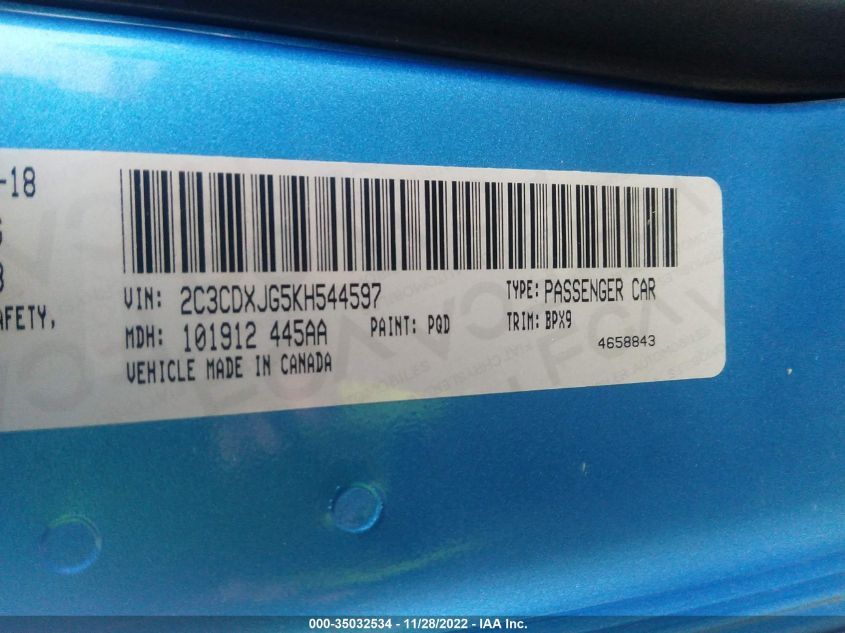 -18
VIN: 2C3CDXJG5KH544597 TYPE: PASSENGER CAR
AFETY,
MDH: 101912 445AA PAINT: PQD TRIM: BPX9
4658843
VEHICLE MADE IN CANADA
000-35032534 - 11/28/2022 - IAA Inc.